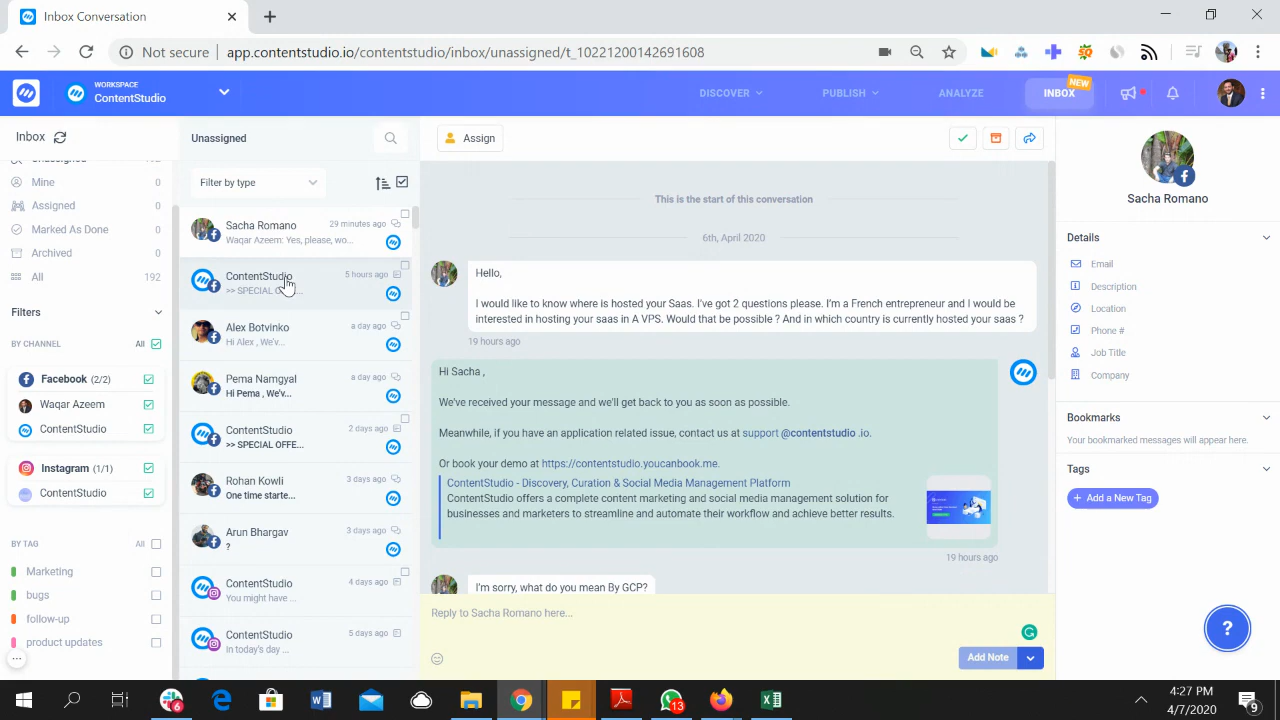 Inbox Conversation
Not secure
app.contentstudio.io/contentstudio/inbox/unassigned/t_10221200142691608
WORKSPACE
ContentStudio
DISCOVER
PUBLISH
ANALYZE
INBOX
NEW
Inbox
Unassigned 192
Mine 0
Assigned 0
Marked As Done 0
Archived 0
All 192
Filters
BY CHANNEL All
Facebook (2/2)
Waqar Azeem
ContentStudio
Instagram (1/1)
ContentStudio
BY TAG All
Marketing
bugs
follow-up
product updates
Unassigned
Filter by type
Sacha Romano 29 minutes ago
Waqar Azeem: Yes, please, wo...
ContentStudio 5 hours ago
>> SPECIAL
Alex Botvinko a day ago
Hi Alex , We'v...
Pema Namgyal a day ago
Hi Pema , We'v...
ContentStudio 2 days ago
>> SPECIAL OFFE...
Rohan Kowli 3 days ago
One time starte...
Arun Bhargav 3 days ago
?
ContentStudio 4 days ago
You might have ...
ContentStudio 5 days ago
in today's day ...
Assign
This is the start of this conversation
6th, April 2020
Hello,
I would like to know where is hosted your Saas. I've got 2 questions please. I'm a French entrepreneur and I would be
interested in hosting your saas in A VPS. Would that be possible ? And in which country is currently hosted your saas ?
19 hours ago
Hi Sacha ,
We've received your message and we'll get back to you as soon as possible.
Meanwhile, if you have an application related issue, contact us at support @contentstudio .io.
Or book your demo at https://contentstudio.youcanbook.me.
ContentStudio - Discovery, Curation & Social Media Management Platform
ContentStudio offers a complete content marketing and social media management solution for
businesses and marketers to streamline and automate their workflow and achieve better results.
19 hours ago
I'm sorry, what do you mean By GCP?
Reply to Sacha Romano here...
Add Note
Sacha Romano
Details
Email
Description
Location
Phone #
Job Title
Company
Bookmarks
Your bookmarked messages will appear here.
Tags
+ Add a New Tag
?
6
13
4:27 PM
4/7/2020
9